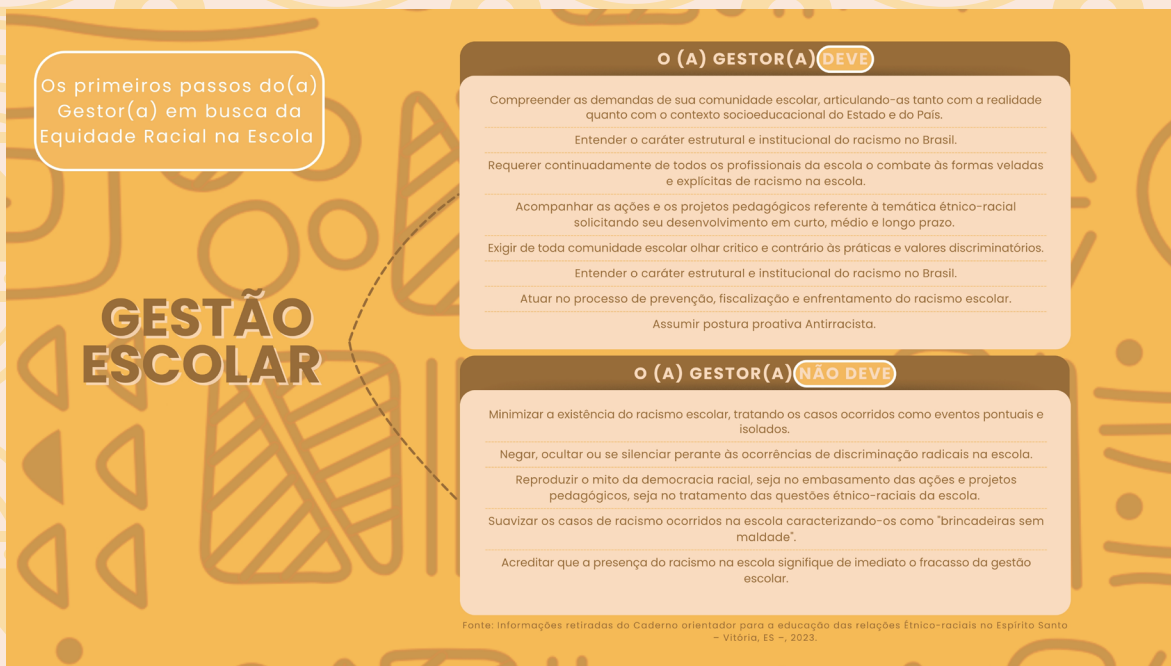 Os primeiros passos do(a)
Gestor(a) em busca da
Equidade Racial na Escola
GESTÃO
ESCOLAR
O (A) GESTOR(A) DEVE
Compreender as demandas de sua comunidade escolar, articulando-as tanto com a realidade
quanto com o contexto socioeducacional do Estado e do País.
Entender o caráter estrutural e institucional do racismo no Brasil.
Requerer continuadamente de todos os profissionais da escola o combate às formas veladas
e explícitas de racismo na escola.
Acompanhar as ações e os projetos pedagógicos referente à temática étnico-racial
solicitando seu desenvolvimento em curto, médio e longo prazo.
Exigir de toda comunidade escolar olhar critico e contrário às práticas e valores discriminatórios.
Entender o caráter estrutural e institucional do racismo no Brasil.
Atuar no processo de prevenção, fiscalização e enfrentamento do racismo escolar.
Assumir postura proativa Antirracista.
O (A) GESTOR(A) NÃO DEVE
Minimizar a existência do racismo escolar, tratando os casos ocorridos como eventos pontuais e
isolados.
Negar, ocultar ou se silenciar perante às ocorrências de discriminação radicais na escola.
Reproduzir o mito da democracia racial, seja no embasamento das ações e projetos
pedagógicos, seja no tratamento das questões étnico-raciais da escola.
Suavizar os casos de racismo ocorridos na escola caracterizando-os como "brincadeiras sem
maldade".
Acreditar que a presença do racismo na escola signifique de imediato o fracasso da gestão
escolar.
Fonte: Informações retiradas do Caderno orientador para a educação das relações Étnico-raciais no Espírito Santo
– Vitória, ES –, 2023.